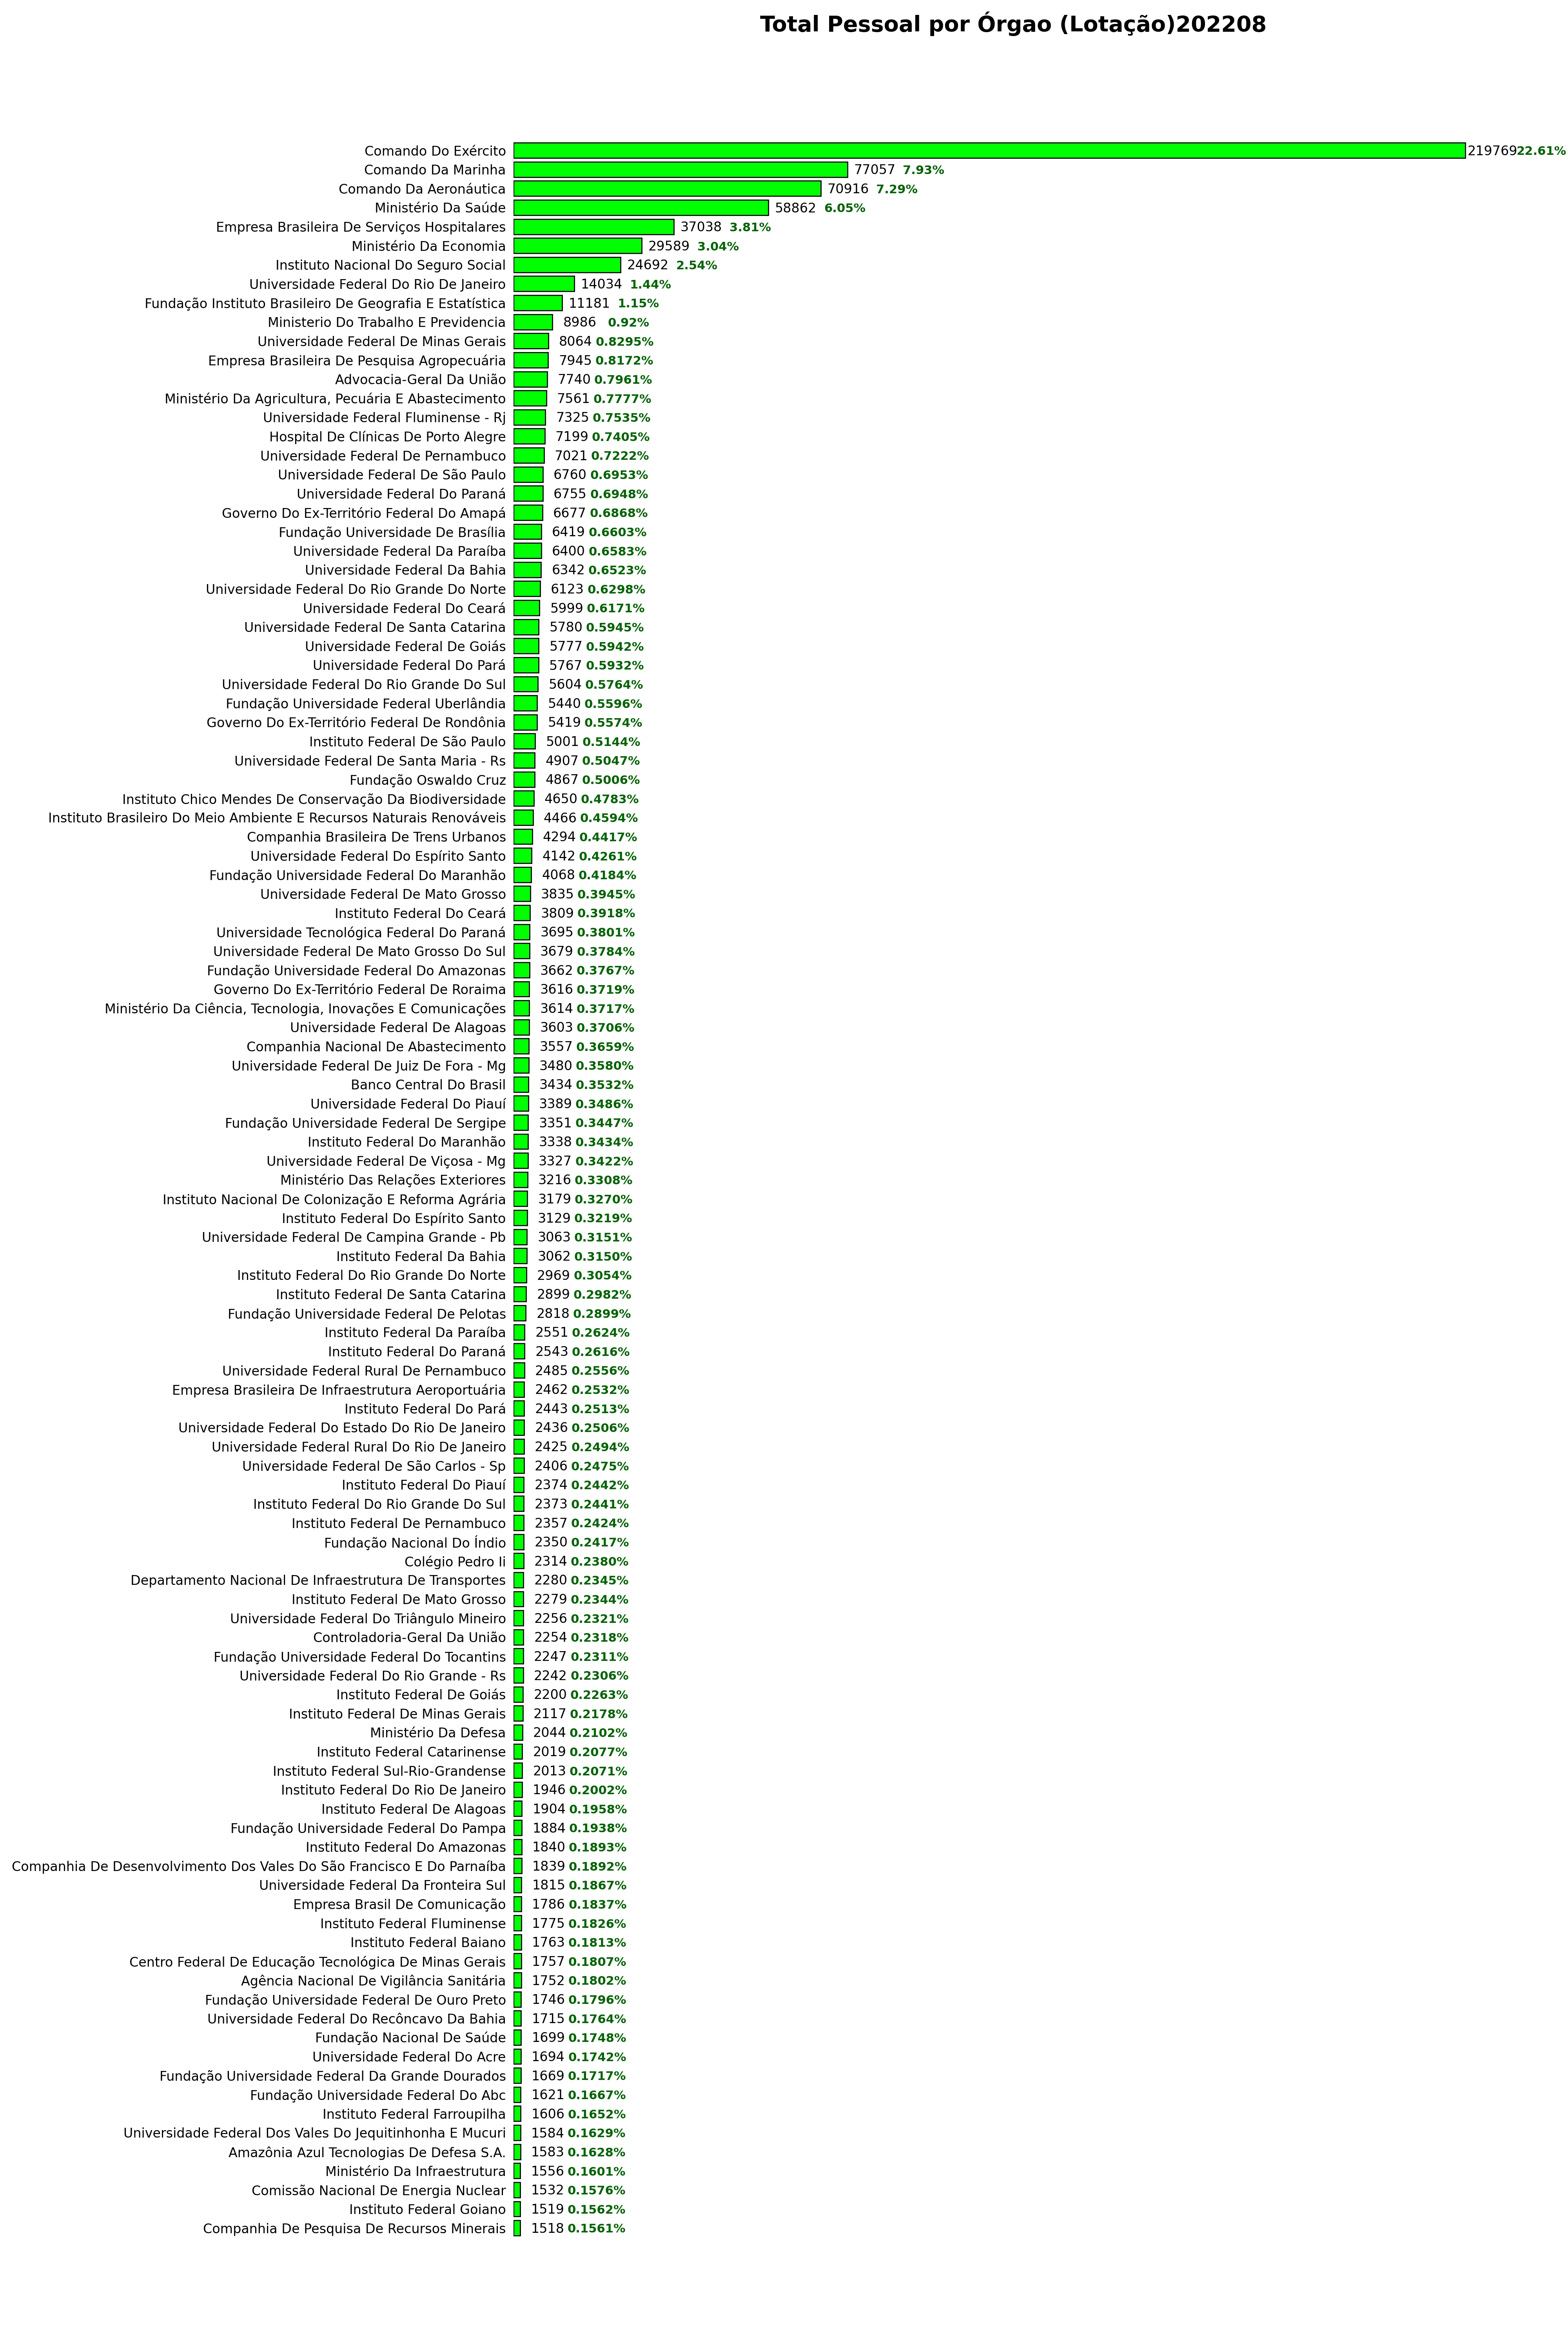 Total Pessoal por Órgao (Lotação)202208
Comando Do Exército 219769 22.61%
Comando Da Marinha 77057 7.93%
Comando Da Aeronáutica 70916 7.29%
Ministério Da Saúde 58862 6.05%
Empresa Brasileira De Serviços Hospitalares 37038 3.81%
Ministério Da Economia 29589 3.04%
Instituto Nacional Do Seguro Social 24692 2.54%
Universidade Federal Do Rio De Janeiro 14034 1.44%
Fundação Instituto Brasileiro De Geografia E Estatística 11181 1.15%
Ministerio Do Trabalho E Previdencia 8986 0.92%
Universidade Federal De Minas Gerais 8064 0.8295%
Empresa Brasileira De Pesquisa Agropecuária 7945 0.8172%
Advocacia-Geral Da União 7740 0.7961%
Ministério Da Agricultura, Pecuária E Abastecimento 7561 0.7777%
Universidade Federal Fluminense - Rj 7325 0.7535%
Hospital De Clínicas De Porto Alegre 7199 0.7405%
Universidade Federal De Pernambuco 7021 0.7222%
Universidade Federal De São Paulo 6760 0.6953%
Universidade Federal Do Paraná 6755 0.6948%
Governo Do Ex-Território Federal Do Amapá 6677 0.6868%
Fundação Universidade De Brasília 6419 0.6603%
Universidade Federal Da Paraíba 6400 0.6583%
Universidade Federal Da Bahia 6342 0.6523%
Universidade Federal Do Rio Grande Do Norte 6123 0.6298%
Universidade Federal Do Ceará 5999 0.6171%
Universidade Federal De Santa Catarina 5780 0.5945%
Universidade Federal De Goiás 5777 0.5942%
Universidade Federal Do Pará 5767 0.5932%
Universidade Federal Do Rio Grande Do Sul 5604 0.5764%
Fundação Universidade Federal Uberlândia 5440 0.5596%
Governo Do Ex-Território Federal De Rondônia 5419 0.5574%
Instituto Federal De São Paulo 5001 0.5144%
Universidade Federal De Santa Maria - Rs 4907 0.5047%
Fundação Oswaldo Cruz 4867 0.5006%
Instituto Chico Mendes De Conservação Da Biodiversidade 4650 0.4783%
Instituto Brasileiro Do Meio Ambiente E Recursos Naturais Renováveis 4466 0.4594%
Companhia Brasileira De Trens Urbanos 4294 0.4417%
Universidade Federal Do Espírito Santo 4142 0.4261%
Fundação Universidade Federal Do Maranhão 4068 0.4184%
Universidade Federal De Mato Grosso 3835 0.3945%
Instituto Federal Do Ceará 3809 0.3918%
Universidade Tecnológica Federal Do Paraná 3695 0.3801%
Universidade Federal De Mato Grosso Do Sul 3679 0.3784%
Fundação Universidade Federal Do Amazonas 3662 0.3767%
Governo Do Ex-Território Federal De Roraima 3616 0.3719%
Ministério Da Ciência, Tecnologia, Inovações E Comunicações 3614 0.3717%
Universidade Federal De Alagoas 3603 0.3706%
Companhia Nacional De Abastecimento 3557 0.3659%
Universidade Federal De Juiz De Fora - Mg 3480 0.3580%
Banco Central Do Brasil 3434 0.3532%
Universidade Federal Do Piauí 3389 0.3486%
Fundação Universidade Federal De Sergipe 3351 0.3447%
Instituto Federal Do Maranhão 3338 0.3434%
Universidade Federal De Viçosa - Mg 3327 0.3422%
Ministério Das Relações Exteriores 3216 0.3308%
Instituto Nacional De Colonização E Reforma Agrária 3179 0.3270%
Instituto Federal Do Espírito Santo 3129 0.3219%
Universidade Federal De Campina Grande - Pb 3063 0.3151%
Instituto Federal Da Bahia 3062 0.3150%
Instituto Federal Do Rio Grande Do Norte 2969 0.3054%
Instituto Federal De Santa Catarina 2899 0.2982%
Fundação Universidade Federal De Pelotas 2818 0.2899%
Instituto Federal Da Paraíba 2551 0.2624%
Instituto Federal Do Paraná 2543 0.2616%
Universidade Federal Rural De Pernambuco 2485 0.2556%
Empresa Brasileira De Infraestrutura Aeroportuária 2462 0.2532%
Instituto Federal Do Pará 2443 0.2513%
Universidade Federal Do Estado Do Rio De Janeiro 2436 0.2506%
Universidade Federal Rural Do Rio De Janeiro 2425 0.2494%
Universidade Federal De São Carlos - Sp 2406 0.2475%
Instituto Federal Do Piauí 2374 0.2442%
Instituto Federal Do Rio Grande Do Sul 2373 0.2441%
Instituto Federal De Pernambuco 2357 0.2424%
Fundação Nacional Do Índio 2350 0.2417%
Colégio Pedro Ii 2314 0.2380%
Departamento Nacional De Infraestrutura De Transportes 2280 0.2345%
Instituto Federal De Mato Grosso 2279 0.2344%
Universidade Federal Do Triângulo Mineiro 2256 0.2321%
Controladoria-Geral Da União 2254 0.2318%
Fundação Universidade Federal Do Tocantins 2247 0.2311%
Universidade Federal Do Rio Grande - Rs 2242 0.2306%
Instituto Federal De Goiás 2200 0.2263%
Instituto Federal De Minas Gerais 2117 0.2178%
Ministério Da Defesa 2044 0.2102%
Instituto Federal Catarinense 2019 0.2077%
Instituto Federal Sul-Rio-Grandense 2013 0.2071%
Instituto Federal Do Rio De Janeiro 1946 0.2002%
Instituto Federal De Alagoas 1904 0.1958%
Fundação Universidade Federal Do Pampa 1884 0.1938%
Instituto Federal Do Amazonas 1840 0.1893%
Companhia De Desenvolvimento Dos Vales Do São Francisco E Do Parnaíba 1839 0.1892%
Universidade Federal Da Fronteira Sul 1815 0.1867%
Empresa Brasil De Comunicação 1786 0.1837%
Instituto Federal Fluminense 1775 0.1826%
Instituto Federal Baiano 1763 0.1813%
Centro Federal De Educação Tecnológica De Minas Gerais 1757 0.1807%
Agência Nacional De Vigilância Sanitária 1752 0.1802%
Fundação Universidade Federal De Ouro Preto 1746 0.1796%
Universidade Federal Do Recôncavo Da Bahia 1715 0.1764%
Fundação Nacional De Saúde 1699 0.1748%
Universidade Federal Do Acre 1694 0.1742%
Fundação Universidade Federal Da Grande Dourados 1669 0.1717%
Fundação Universidade Federal Do Abc 1621 0.1667%
Instituto Federal Farroupilha 1606 0.1652%
Universidade Federal Dos Vales Do Jequitinhonha E Mucuri 1584 0.1629%
Amazônia Azul Tecnologias De Defesa S.A. 1583 0.1628%
Ministério Da Infraestrutura 1556 0.1601%
Comissão Nacional De Energia Nuclear 1532 0.1576%
Instituto Federal Goiano 1519 0.1562%
Companhia De Pesquisa De Recursos Minerais 1518 0.1561%